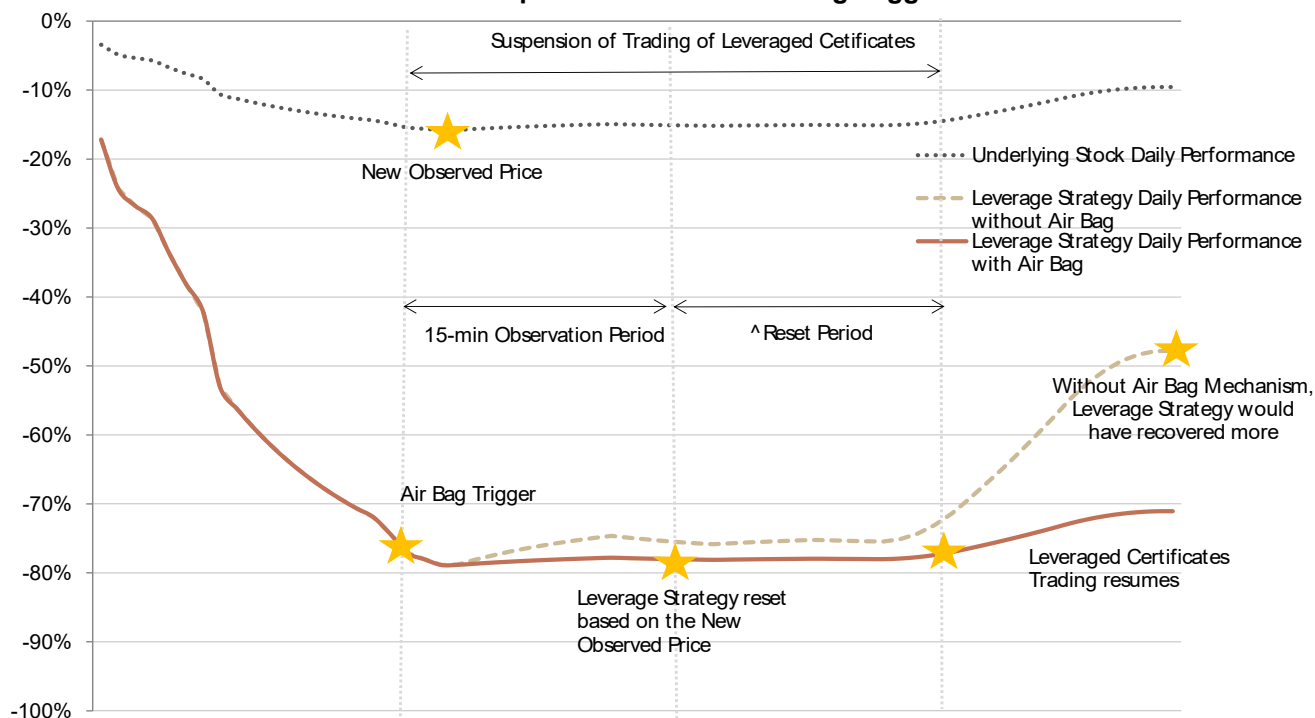 0%
-10%
-20%
-30%
-40%
-50%
-60%
-70%
-80%
-90%
-100%
Suspension of Trading of Leveraged Cetificates
New Observed Price
Underlying Stock Daily Performance
Leverage Strategy Daily Performance
without Air Bag
Leverage Strategy Daily Performance
with Air Bag
15-min Observation Period
^Reset Period
Without Air Bag Mechanism,
Leverage Strategy would
have recovered more
Air Bag Trigger
Leveraged Certificates
Trading resumes
Leverage Strategy reset
based on the New
Observed Price